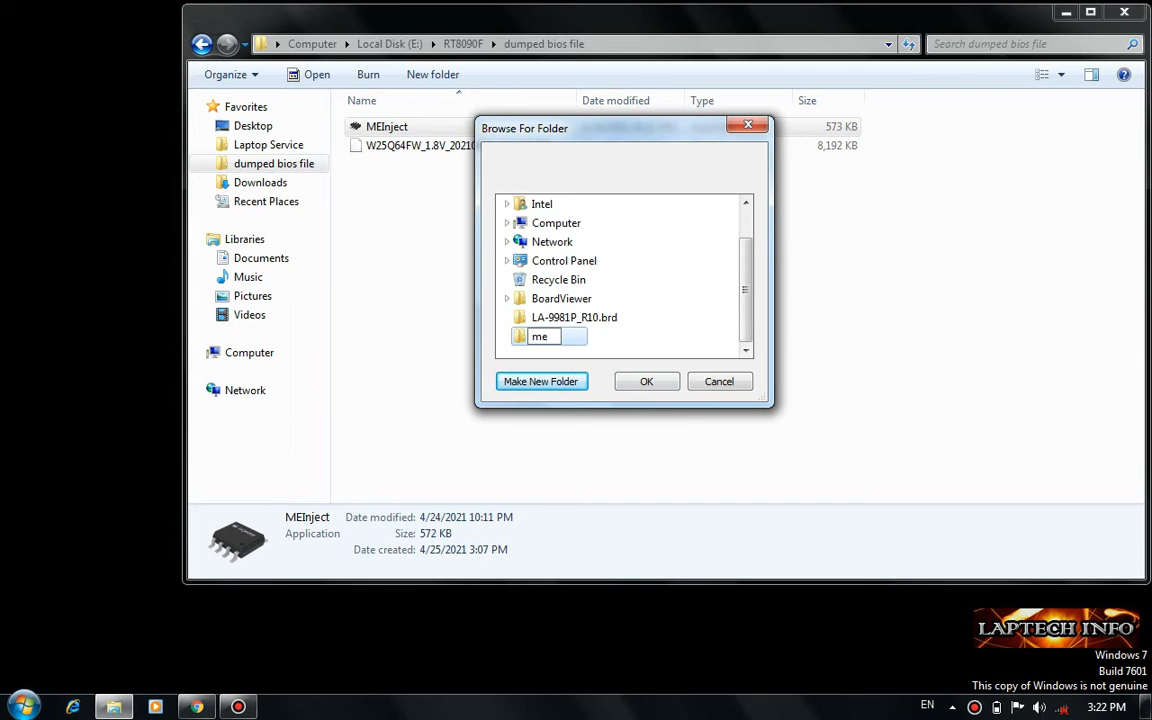 Computer Local Disk (E:) RT8090F dumped bios file Search dumped bios file
Organize Open Burn New folder
Name Date modified Type Size
Favorites
Desktop
Laptop Service
dumped bios file
Downloads
Recent Places
Libraries
Documents
Music
Pictures
Videos
Computer
Network
MEInject 573 KB
W25Q64FW_1.8V_2021 8,192 KB
Browse For Folder
Intel
Computer
Network
Control Panel
Recycle Bin
BoardViewer
LA-9981P_R10.brd
me
Make New Folder OK Cancel
MEInject Date modified: 4/24/2021 10:11 PM
Application Size: 572 KB
Date created: 4/25/2021 3:07 PM
LAPTECH INFO
Windows 7
Build 7601
This copy of Windows is not genuine
EN 3:22 PM